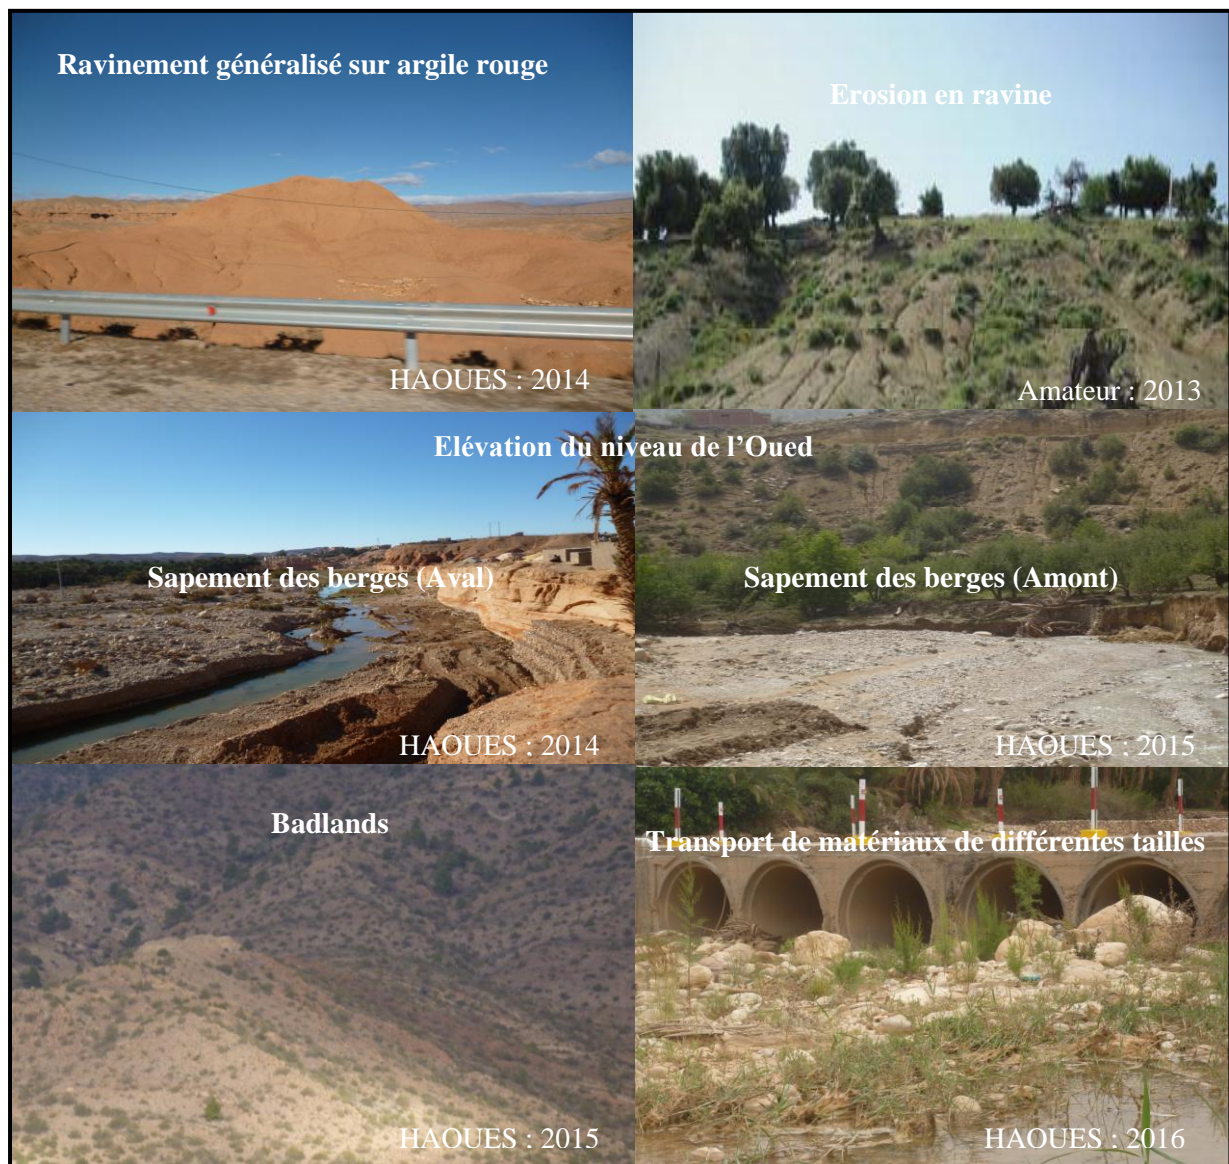 Ravinement généralisé sur argile rouge
Erosion en ravine
HAOUES : 2014
Amateur : 2013
Elévation du niveau de l'Oued
Sapement des berges (Aval)
Sapement des berges (Amont)
HAOUES : 2014
HAOUES : 2015
Badlands
Transport de matériaux de différentes tailles
HAOUES : 2015
HAOUES : 2016